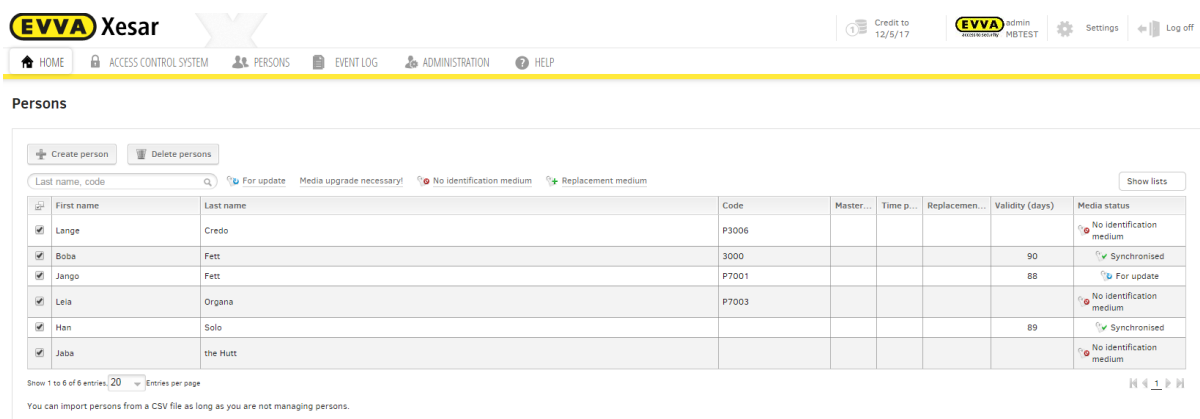 EVVA Xesar
Credit to
12/5/17
EVVA
access to security
admin
MBTEST
Settings
Log off
HOME ACCESS CONTROL SYSTEM PERSONS EVENT LOG ADMINISTRATION HELP
Persons
Create person Delete persons
Last name, code For update Media upgrade necessary! No identification medium Replacement medium Show lists
First name Last name Code Master... Time p... Replacemen... Validity (days) Media status
Lange Credo P3006 No identification
medium
Boba Fett 3000 90 Synchronised
Jango Fett P7001 88 For update
Leia Organa P7003 No identification
medium
Han Solo 89 Synchronised
Jaba the Hutt No identification
medium
Show 1 to 6 of 6 entries, 20 Entries per page 1
You can import persons from a CSV file as long as you are not managing persons.